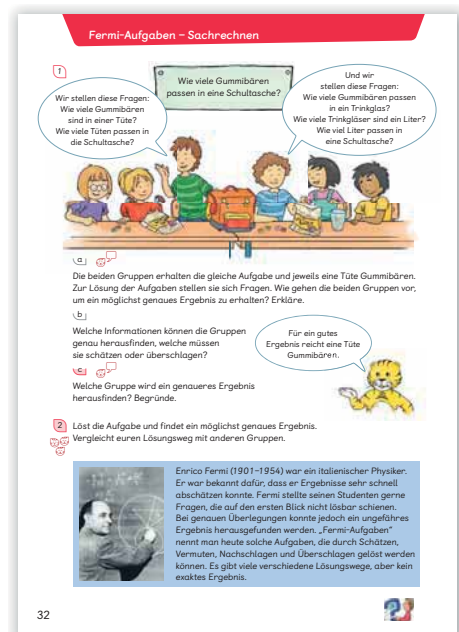 Fermi-Aufgaben – Sachrechnen
1
Wie viele Gummibären
passen in eine Schultasche?
Wir stellen diese Fragen:
Wie viele Gummibären
sind in einer Tüte?
Wie viele Tüten passen in
die Schultasche?
Und wir
stellen diese Fragen:
Wie viele Gummibären passen
in ein Trinkglas?
Wie viele Trinkgläser sind ein Liter?
Wie viel Liter passen in
eine Schultasche?
a
Die beiden Gruppen erhalten die gleiche Aufgabe und jeweils eine Tüte Gummibären.
Zur Lösung der Aufgaben stellen sie sich Fragen. Wie gehen die beiden Gruppen vor,
um ein möglichst genaues Ergebnis zu erhalten? Erkläre.
b
Welche Informationen können die Gruppen
genau herausfinden, welche müssen
sie schätzen oder überschlagen?
Für ein gutes
Ergebnis reicht eine Tüte
Gummibären.
c
Welche Gruppe wird ein genaueres Ergebnis
herausfinden? Begründe.
2 Löst die Aufgabe und findet ein möglichst genaues Ergebnis.
Vergleicht euren Lösungsweg mit anderen Gruppen.
Enrico Fermi (1901–1954) war ein italienischer Physiker.
Er war bekannt dafür, dass er Ergebnisse sehr schnell
abschätzen konnte. Fermi stellte seinen Studenten gerne
Fragen, die auf den ersten Blick nicht lösbar schienen.
Bei genauen Überlegungen konnte jedoch ein ungefähres
Ergebnis herausgefunden werden. „Fermi-Aufgaben“
nennt man heute solche Aufgaben, die durch Schätzen,
Vermuten, Nachschlagen und Überschlagen gelöst werden
können. Es gibt viele verschiedene Lösungswege, aber kein
exaktes Ergebnis.
32